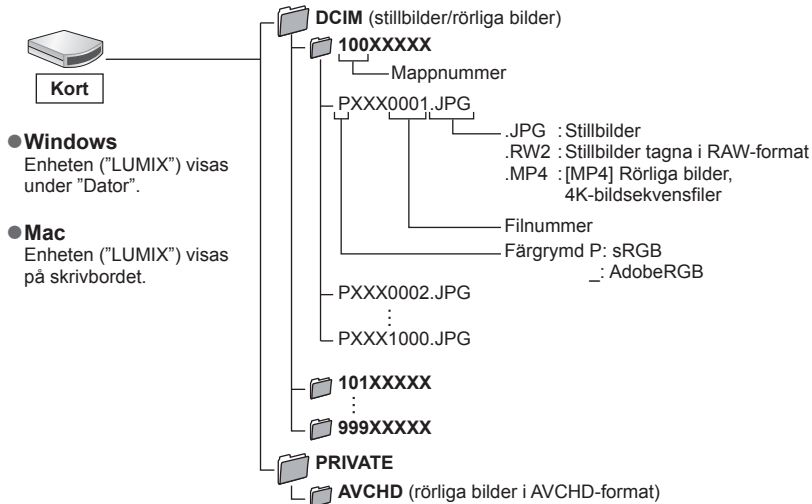 DCIM (stillbilder/rörliga bilder)
100XXXXX
Mappnummer
Kort
PXXX0001.JPG
.JPG : Stillbilder
.RW2 : Stillbilder tagna i RAW-format
.MP4 : [MP4] Rörliga bilder,
4K-bildsekvensfiler
Filnummer
Färgrymd P: sRGB
_: AdobeRGB
●Windows
Enheten ("LUMIX") visas
under "Dator".
●Mac
Enheten ("LUMIX") visas
på skrivbordet.
PXXX0002.JPG
PXXX1000.JPG
101XXXXX
999XXXXX
PRIVATE
AVCHD (rörliga bilder i AVCHD-format)